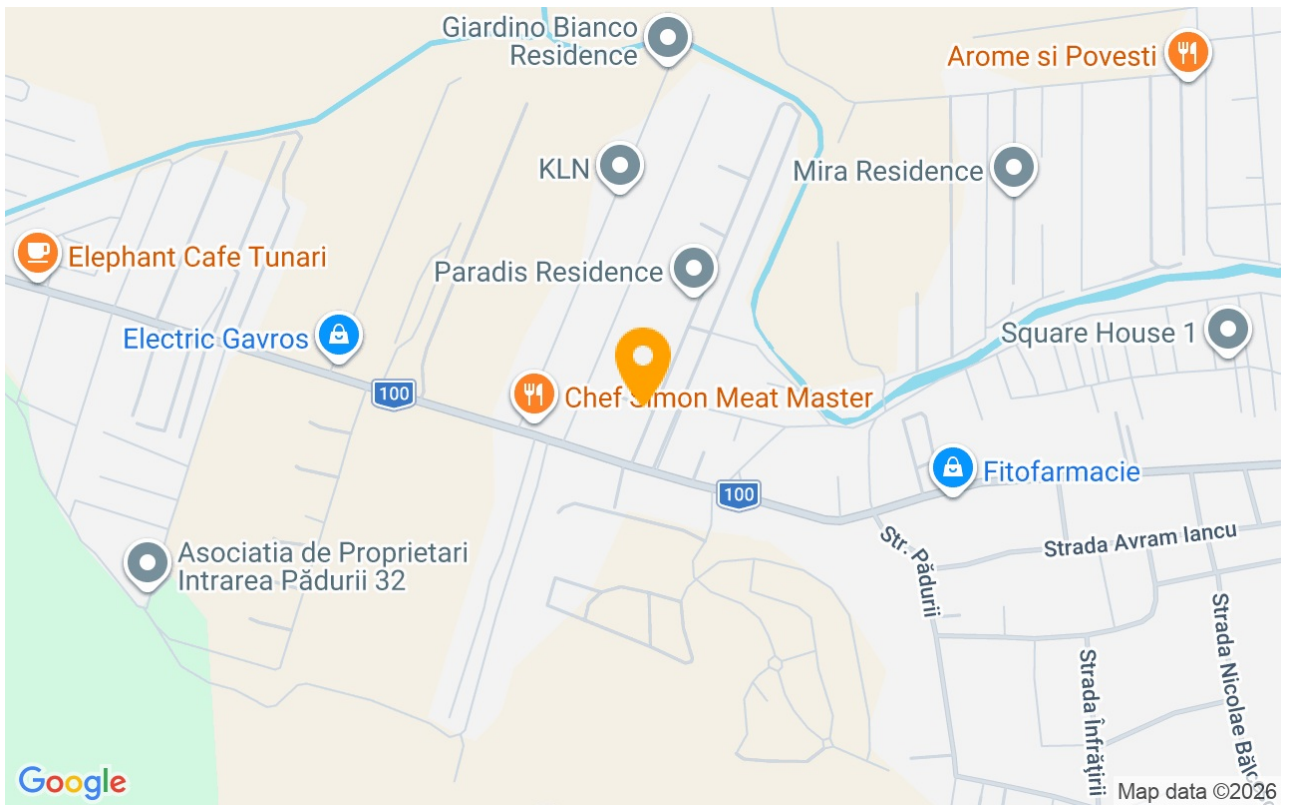 Giardino Bianco
Residence
Arome si Povesti
KLN
Mira Residence
Elephant Cafe Tunari
Paradis Residence
Electric Gavros
Square House 1
100
Chef Simon Meat Master
Fitofarmacie
100
Str. Pădurii
Strada Avram Iancu
Asociatia de Proprietari
Intrarea Pădurii 32
Strada Înfrățirii
Strada Nicolae
Google
Map data ©2026